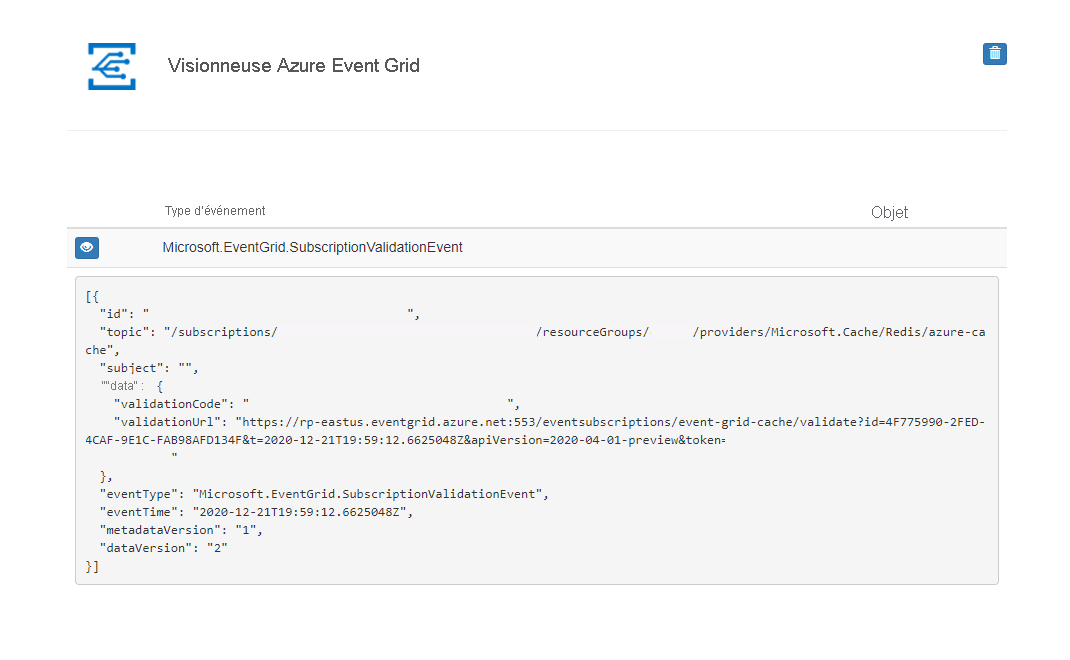 Visionneuse Azure Event Grid
Type d'événement Objet
Microsoft.EventGrid.SubscriptionValidationEvent
[{
"id": " ",
"topic": "/subscriptions/ /resourceGroups/ /providers/Microsoft.Cache/Redis/azure-ca
che",
"subject": "",
""data" : {
"validationCode": " ",
"validationUrl": "https://rp-eastus.eventgrid.azure.net:553/eventsubscriptions/event-grid-cache/validate?id=4F775990-2FED-
4CAF-9E1C-FAB98AFD134F&t=2020-12-21T19:59:12.6625048Z&apiVersion=2020-04-01-preview&token=
"
},
"eventType": "Microsoft.EventGrid.SubscriptionValidationEvent",
"eventTime": "2020-12-21T19:59:12.6625048Z",
"metadataVersion": "1",
"dataVersion": "2"
}]